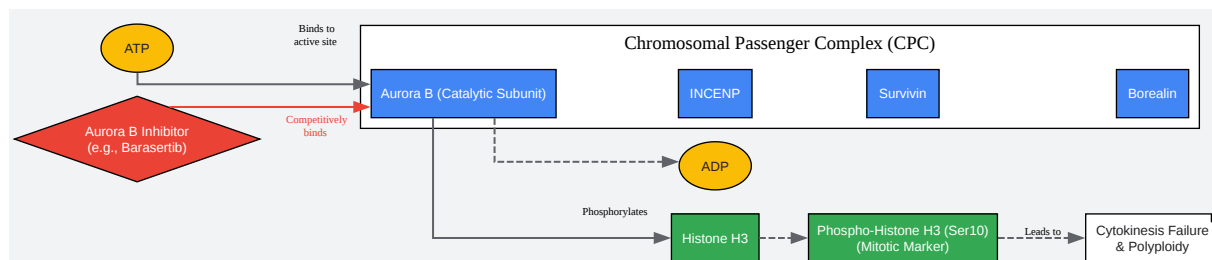 Binds to
active site
ATP
Chromosomal Passenger Complex (CPC)
Aurora B (Catalytic Subunit)
INCENP
Survivin
Borealin
Competitively
binds
Aurora B Inhibitor
(e.g., Barasertib)
ADP
Phosphorylates
Histone H3
Phospho-Histone H3 (Ser10)
(Mitotic Marker)
Leads to
Cytokinesis Failure
& Polyploidy